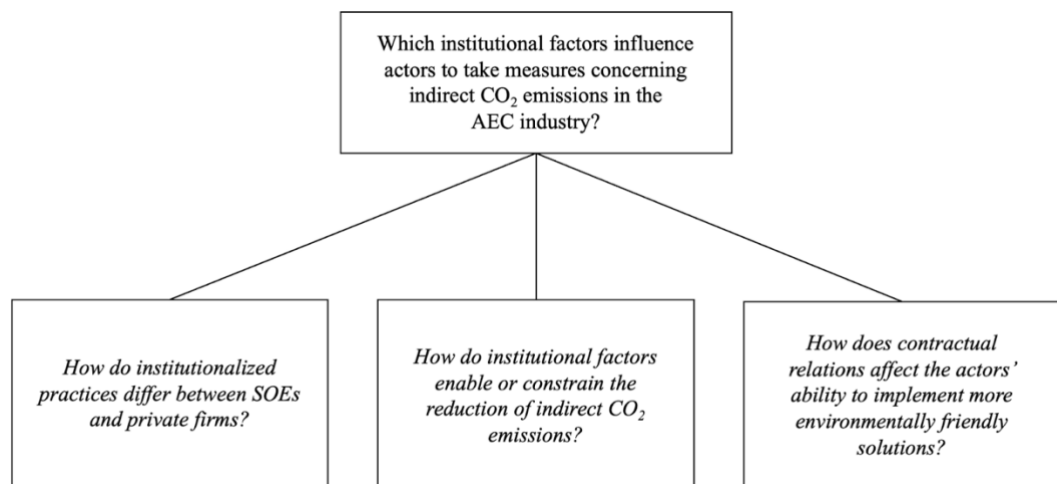 Which institutional factors influence
actors to take measures concerning
indirect CO₂ emissions in the
AEC industry?
How do institutionalized
practices differ between SOEs
and private firms?
How do institutional factors
enable or constrain the
reduction of indirect CO₂
emissions?
How does contractual
relations affect the actors’
ability to implement more
environmentally friendly
solutions?